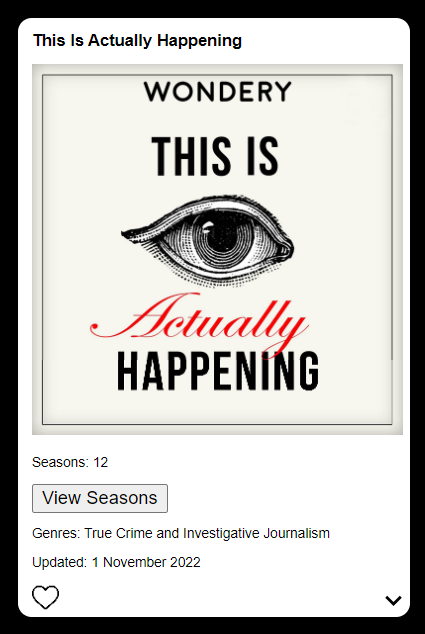 This Is Actually Happening
WONDERY
THIS IS
Actually
HAPPENING
Seasons: 12
View Seasons
Genres: True Crime and Investigative Journalism
Updated: 1 November 2022